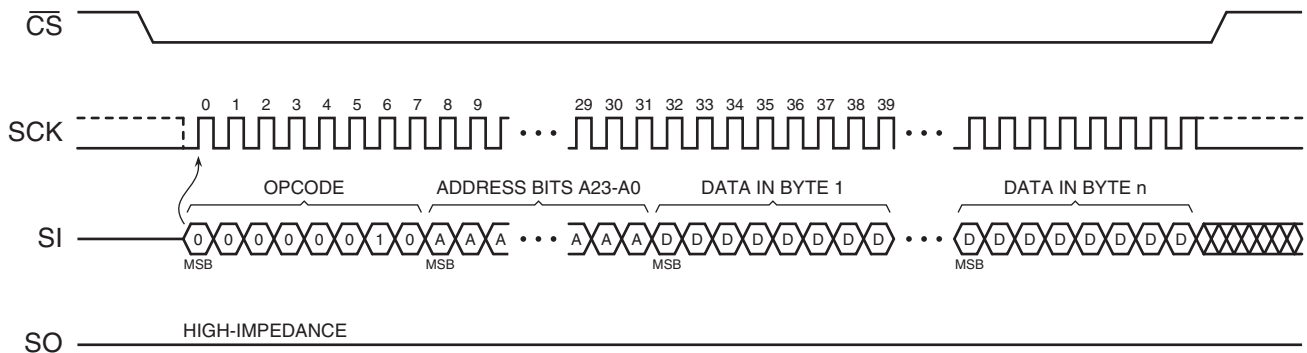 CS
0 1 2 3 4 5 6 7 8 9 29 30 31 32 33 34 35 36 37 38 39
SCK
OPCODE ADDRESS BITS A23-A0 DATA IN BYTE 1 DATA IN BYTE n
SI 0 0 0 0 0 0 1 0 A A A A A A D D D D D D D D D D D D D D D D
MSB MSB MSB MSB
HIGH-IMPEDANCE
SO